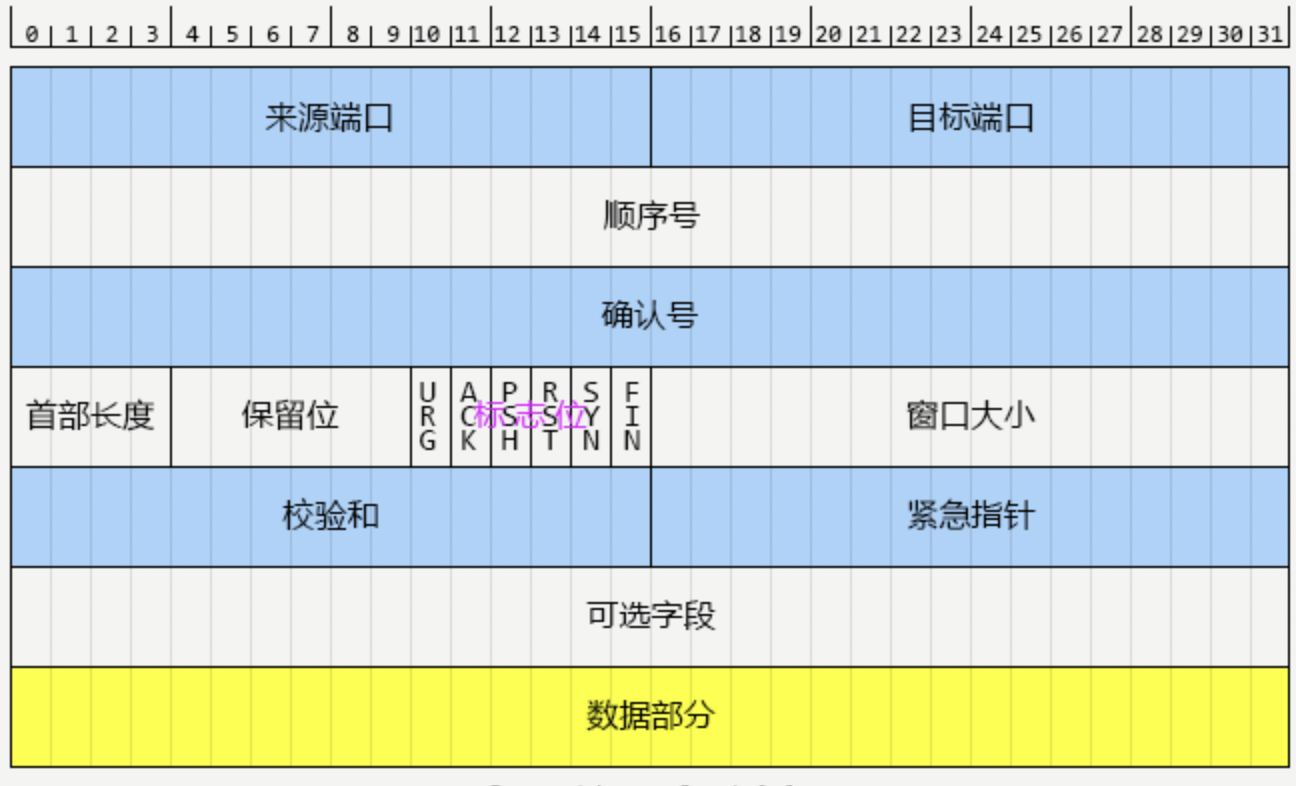 0 1 2 3 4 5 6 7 8 9 10 11 12 13 14 15 16 17 18 19 20 21 22 23 24 25 26 27 28 29 30 31
来源端口 目标端口
顺序号
确认号
首部长度 保留位 URG ACK PSH RST SYN FIN 窗口大小
标志位
校验和 紧急指针
可选字段
数据部分